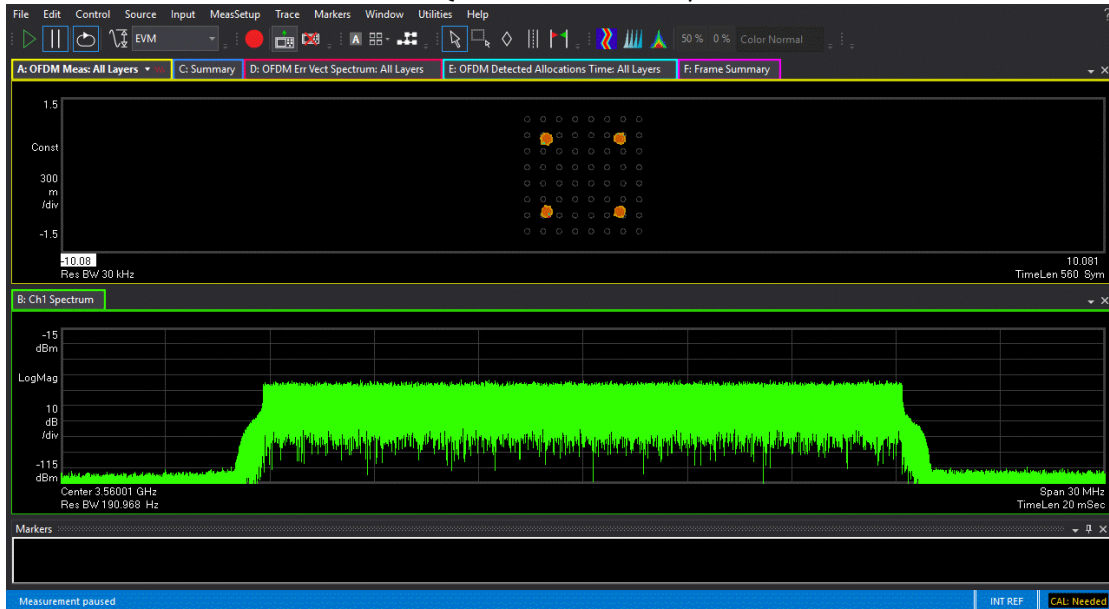 File Edit Control Source Input MeasSetup Trace Markers Window Utilities Help
EVM 50 % 0 % Color Normal
A: OFDM Meas: All Layers C: Summary D: OFDM Err Vect Spectrum: All Layers E: OFDM Detected Allocations Time: All Layers F: Frame Summary
1.5
Const
300
m
/div
-1.5
-10.08 10.081
Res BW 30 kHz TimeLen 560 Sym
B: Ch1 Spectrum
-15
dBm
LogMag
10
dB
/div
-115
dBm
Center 3.56001 GHz Span 30 MHz
Res BW 190.968 Hz TimeLen 20 mSec
Markers
Measurement paused INT REF CAL: Needed